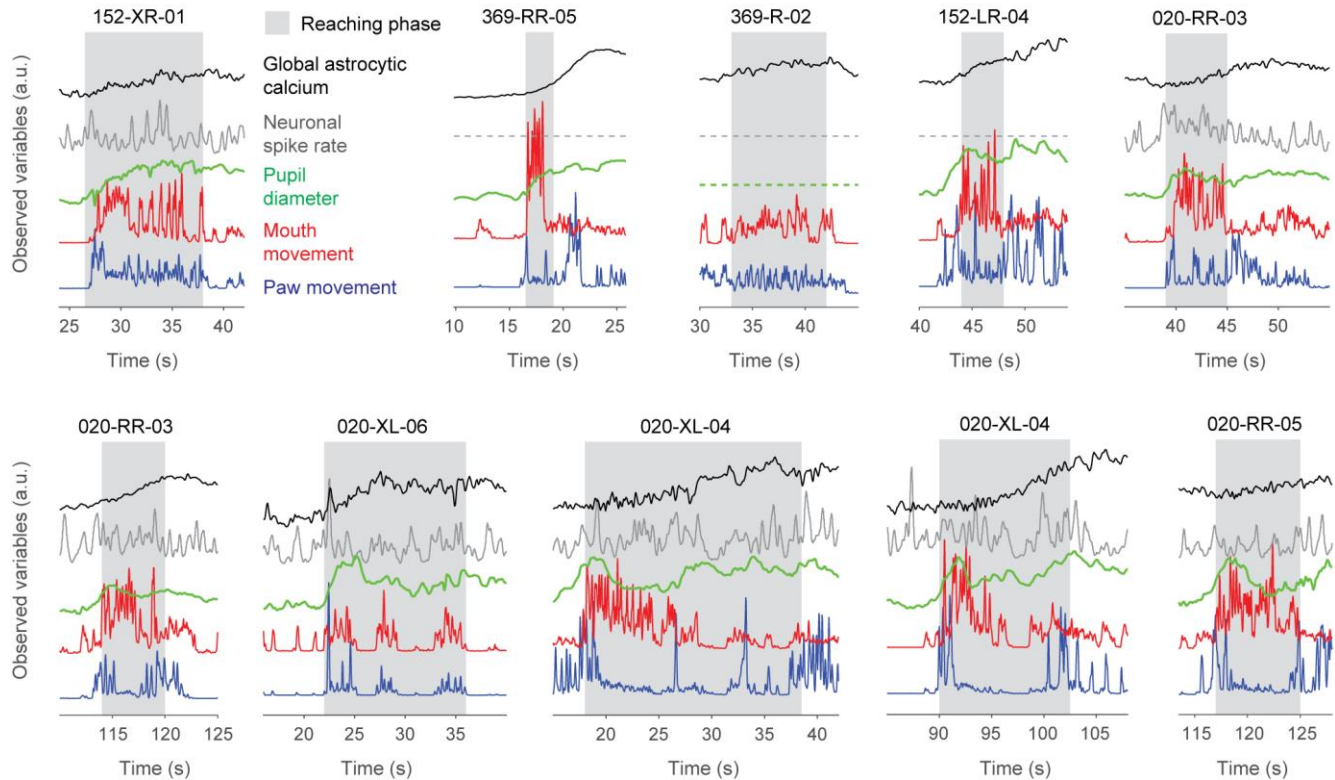 152-XR-01
Reaching phase
369-RR-05
369-R-02
152-LR-04
020-RR-03
Observed variables (a.u.)
Global astrocytic
calcium
Neuronal
spike rate
Pupil
diameter
Mouth
movement
Paw movement
25 30 35 40
10 15 20 25
30 35 40 45
40 45 50
40 45 50
Time (s)
Time (s)
Time (s)
Time (s)
Time (s)
020-RR-03
020-XL-06
020-XL-04
020-XL-04
020-RR-05
Observed variables (a.u.)
115 120 125
20 25 30 35
20 25 30 35 40
90 95 100 105
115 120 125
Time (s)
Time (s)
Time (s)
Time (s)
Time (s)